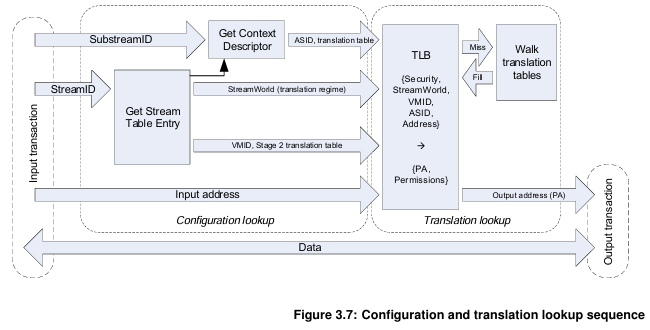 SubstreamID
Get Context
Descriptor
ASID, translation table
TLB
Miss
Fill
Walk
translation
tables
StreamID
Get Stream
Table Entry
StreamWorld (translation regime)
{Security,
StreamWorld,
VMID,
ASID,
Address}
→
{PA,
Permissions}
VMID, Stage 2 translation table
Input transaction
Input address
Output address (PA)
Configuration lookup
Translation lookup
Data
Output transaction
Figure 3.7: Configuration and translation lookup sequence